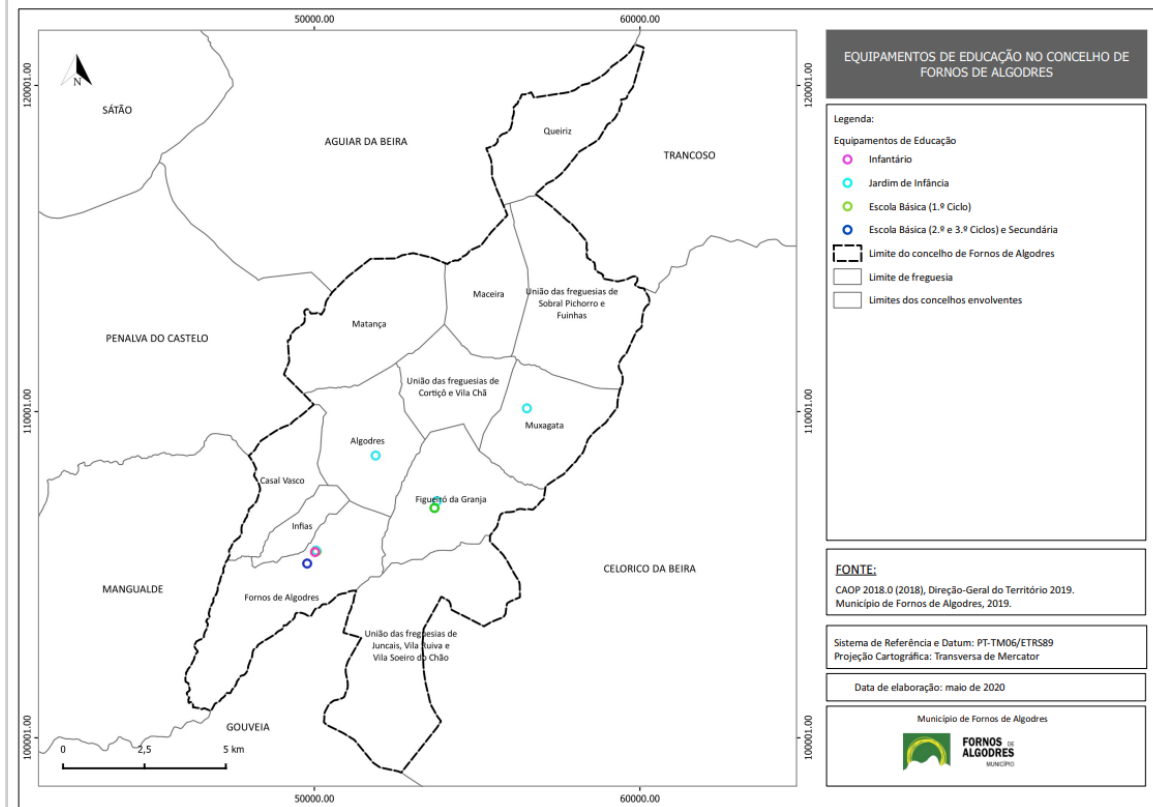 50000.00
60000.00
120001.00
120001.00
N
SÁTÃO
AGUIAR DA BEIRA
Queiriz
TRANCOSO
Maceira
União das freguesias de
Sobral Pichorro e
Fuinhas
Matança
PENALVA DO CASTELO
União das freguesias de
Cortiçô e Vila Chã
110001.00
110001.00
Muxagata
Algodres
Casal Vasco
Figueiró da Granja
Infias
MANGUALDE
Fornos de Algodres
CELORICO DA BEIRA
União das freguesias de
Juncais, Vila Ruiva e
Vila Soeiro do Chão
GOUVEIA
100001.00
100001.00
0 2,5 5 km
50000.00
60000.00
EQUIPAMENTOS DE EDUCAÇÃO NO CONCELHO DE
FORNOS DE ALGODRES
Legenda:
Equipamentos de Educação
Infantário
Jardim de Infância
Escola Básica (1.º Ciclo)
Escola Básica (2.º e 3.º Ciclos) e Secundária
Limite do concelho de Fornos de Algodres
Limite de freguesia
Limites dos concelhos envolventes
FONTE:
CAOP 2018.0 (2018), Direção-Geral do Território 2019.
Município de Fornos de Algodres, 2019.
Sistema de Referência e Datum: PT-TM06/ETRS89
Projeção Cartográfica: Transversa de Mercator
Data de elaboração: maio de 2020
Município de Fornos de Algodres
FORNOS DE
ALGODRES
MUNICÍPIO